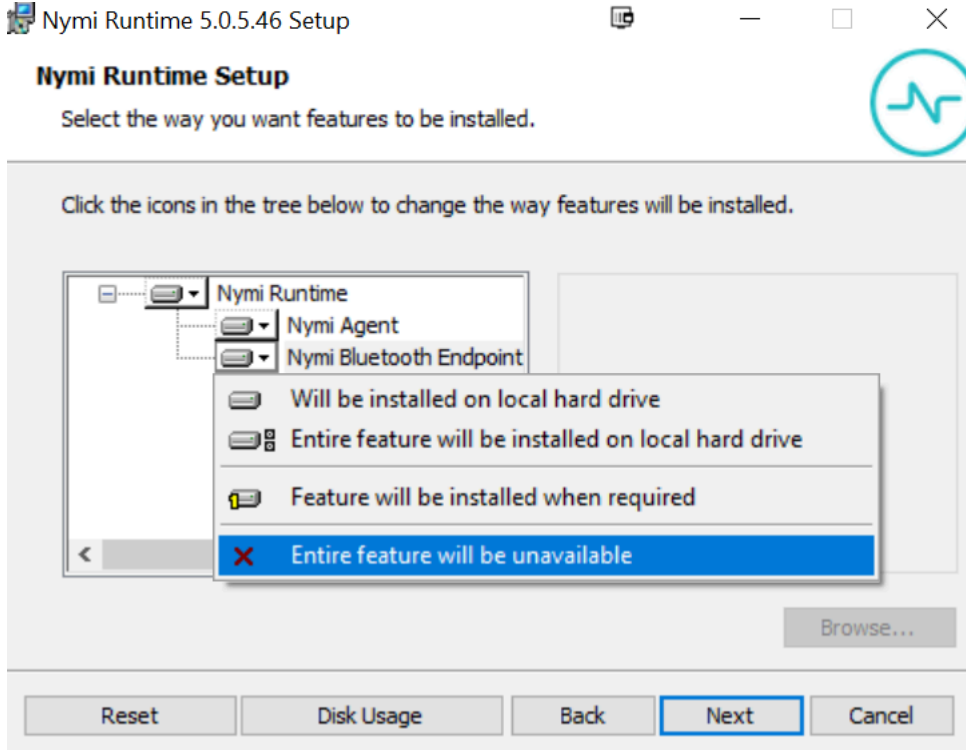 Nymi Runtime 5.0.5.46 Setup
Nymi Runtime Setup
Select the way you want features to be installed.
Click the icons in the tree below to change the way features will be installed.
Nymi Runtime
Nymi Agent
Nymi Bluetooth Endpoint
Will be installed on local hard drive
Entire feature will be installed on local hard drive
Feature will be installed when required
Entire feature will be unavailable
Browse...
Reset Disk Usage Back Next Cancel